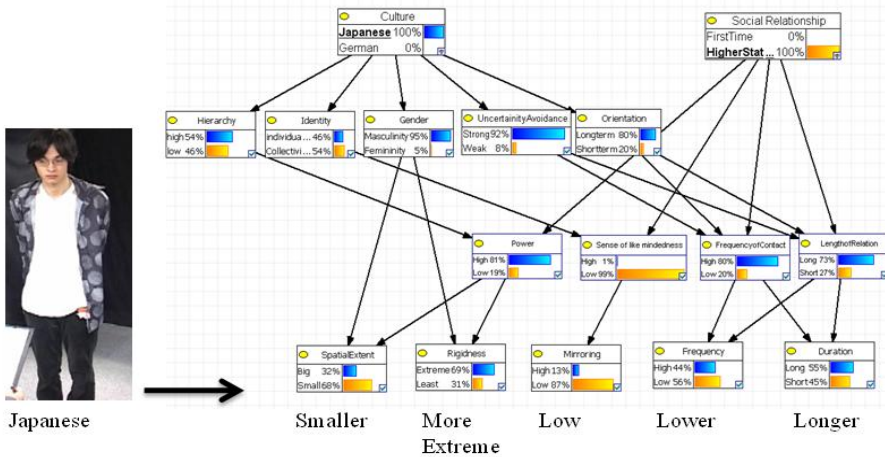 Culture
Japanese 100%
German 0%
Social Relationship
FirstTime 0%
HigherStat ... 100%
Hierarchy
high 54%
low 46%
Identity
individua ... 46%
Collectivi ... 54%
Gender
Masculinity 95%
Femininity 5%
UncertainityAvoidance
Strong 92%
Weak 8%
Orientation
Longterm 80%
Shortterm 20%
Power
High 81%
Low 19%
Sense of like mindedness
High 1%
Low 99%
FrequencyofContact
High 80%
Low 20%
LengthofRelation
Long 73%
Short 27%
SpatialExtent
Big 32%
Small 68%
Rigidness
Extreme 69%
Least 31%
Mirroring
High 13%
Low 87%
Frequency
High 44%
Low 56%
Duration
Long 55%
Short 45%
Japanese
Smaller
More
Extreme
Low
Lower
Longer